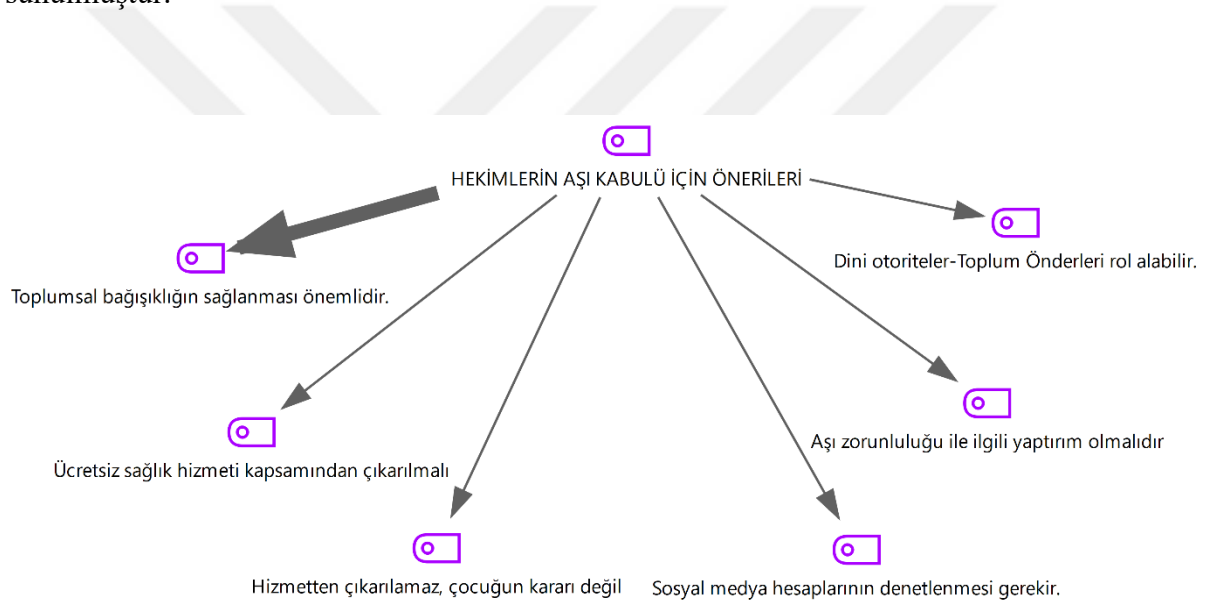 sunulmuştur.
HEKİMLERİN AŞI KABULÜ İÇİN ÖNERİLERİ
Dini otoriteler-Toplum Önderleri rol alabilir.
Toplumsal bağışıklığın sağlanması önemlidir.
Aşı zorunluluğu ile ilgili yaptırım olmalıdır
Ücretsiz sağlık hizmeti kapsamından çıkarılmalı
Hizmetten çıkarılamaz, çocuğun kararı değil
Sosyal medya hesaplarının denetlenmesi gerekir.